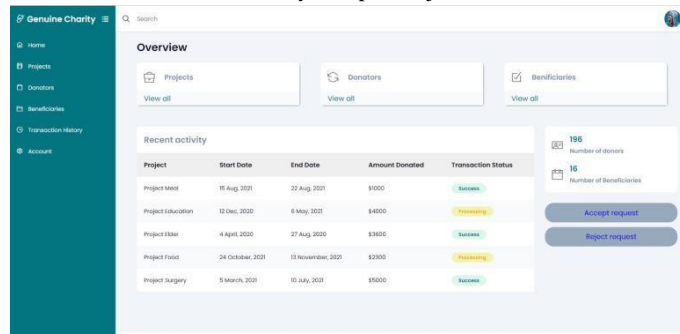 Genuine Charity
Search
Home
Projects
Donators
Beneficiaries
Transaction History
Account
Overview
Projects
View all
Donators
View all
Benificiaries
View all
Recent activity
Project Start Date End Date Amount Donated Transaction Status
Project Meal 15 Aug, 2021 22 Aug, 2021 $1000 Success
Project Education 12 Dec, 2020 6 May, 2021 $4000 Processing
Project Elder 4 April, 2020 27 Aug, 2020 $3600 Success
Project Food 24 October, 2021 13 November, 2021 $2300 Processing
Project Surgery 5 March, 2021 10 July, 2021 $5000 Success
196
Number of donors
16
Number of Beneficiaries
Accept request
Reject request